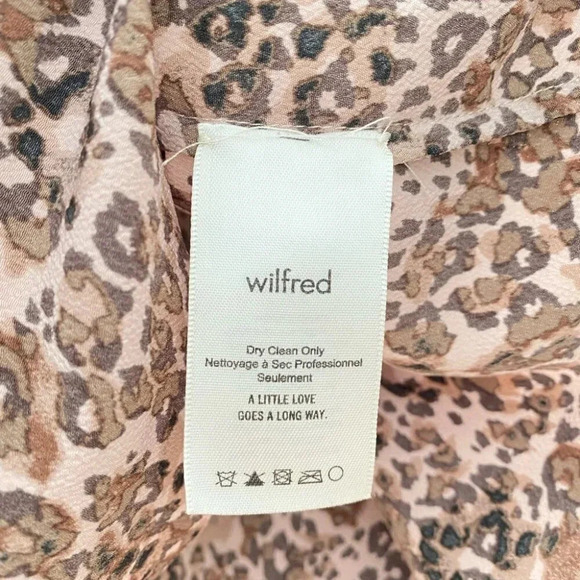 wilfred
Dry Clean Only
Nettoyage à Sec Professionnel
Seulement
A LITTLE LOVE
GOES A LONG WAY.